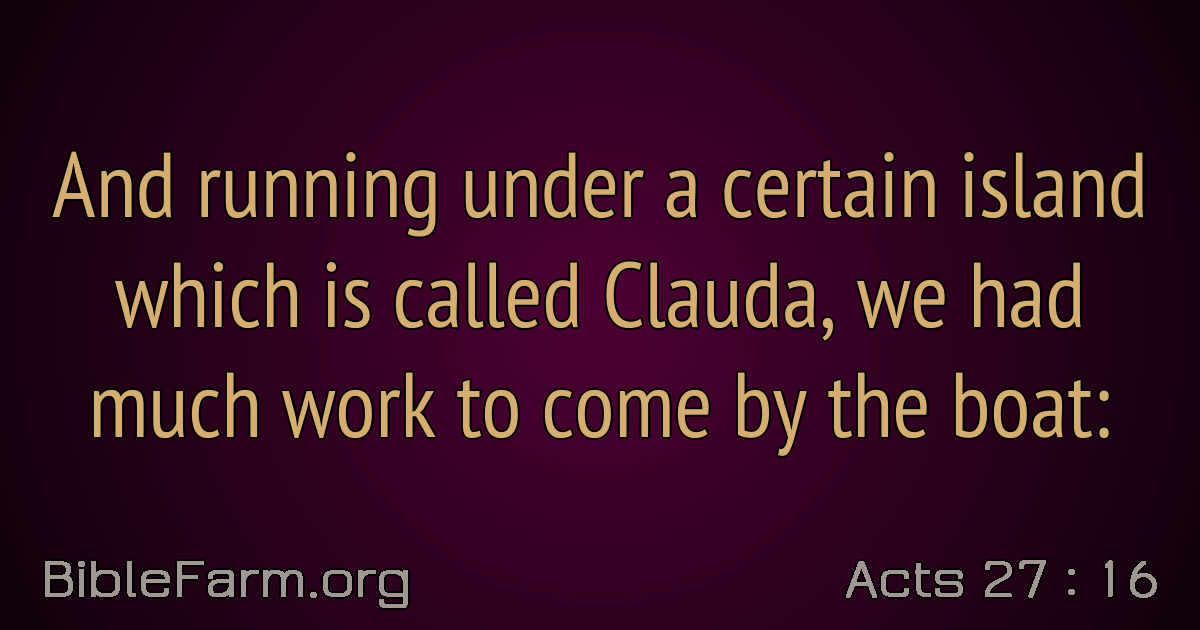 And running under a certain island
which is called Clauda, we had
much work to come by the boat:
BibleFarm.org
Acts 27 : 16